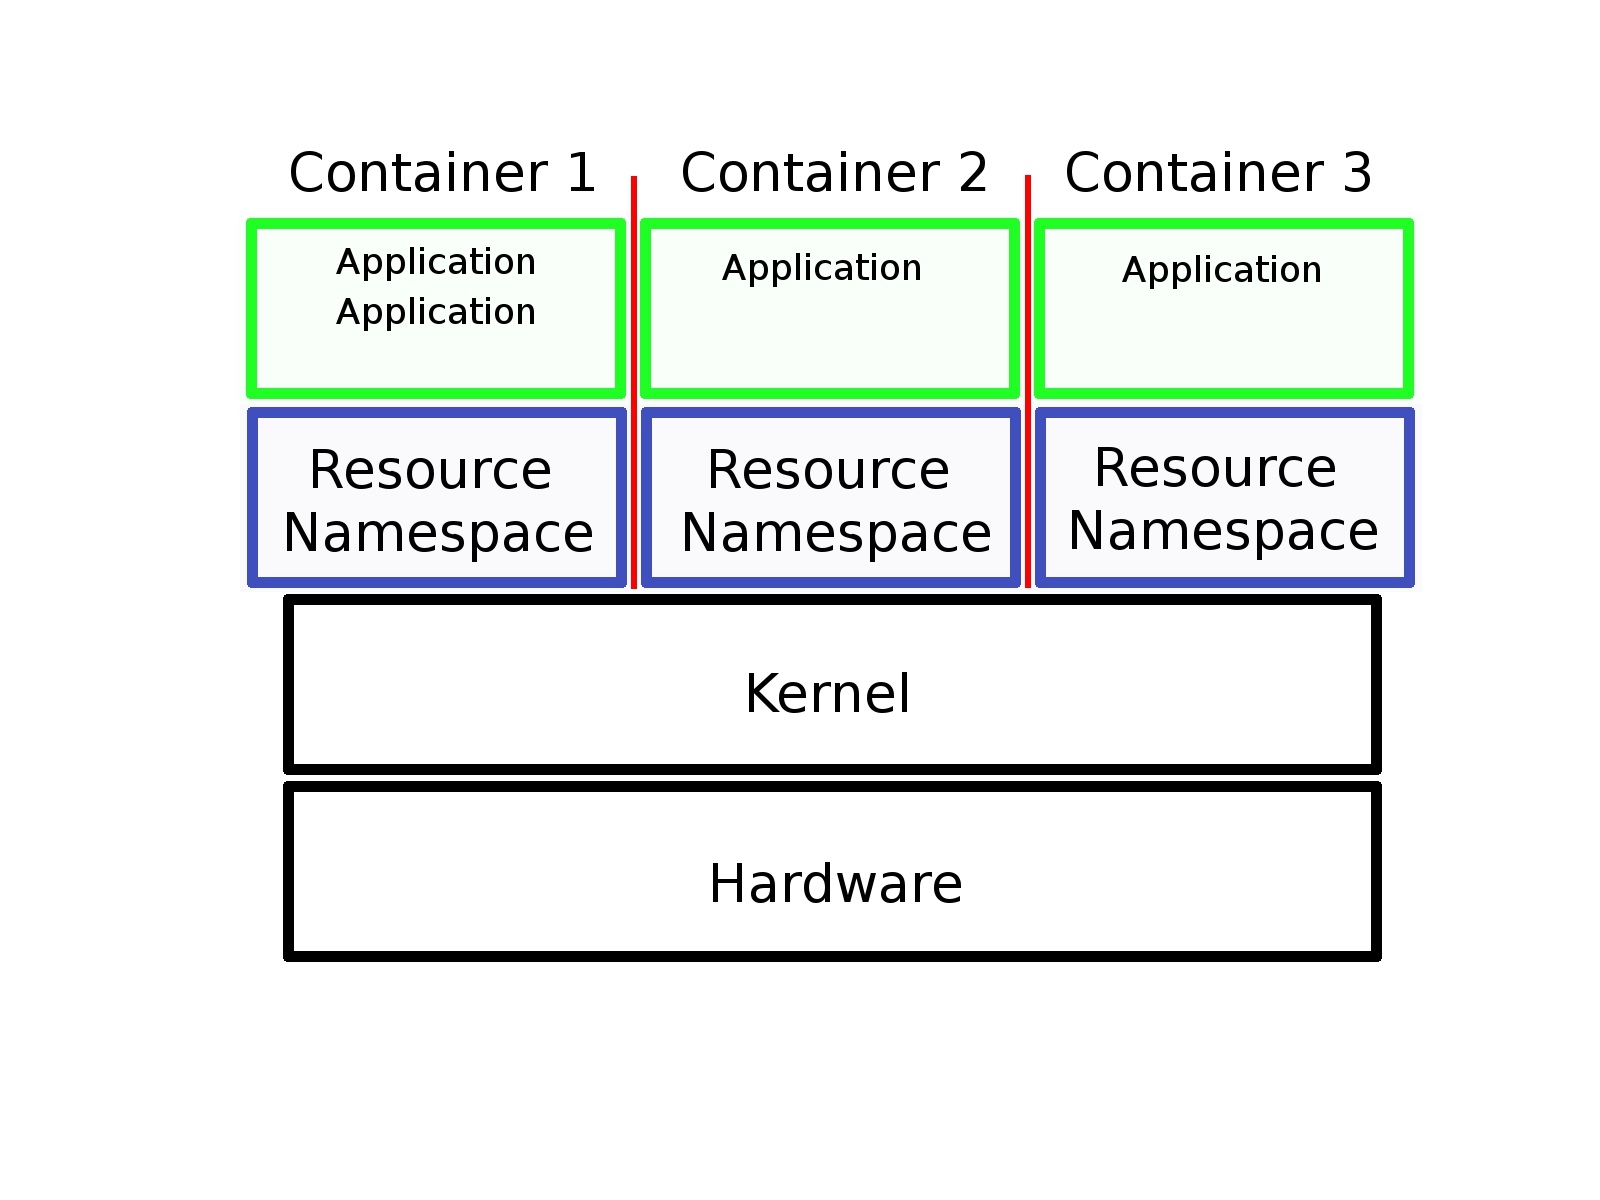 Container 1
Container 2
Container 3
Application
Application
Application
Application
Resource
Namespace
Resource
Namespace
Resource
Namespace
Kernel
Hardware